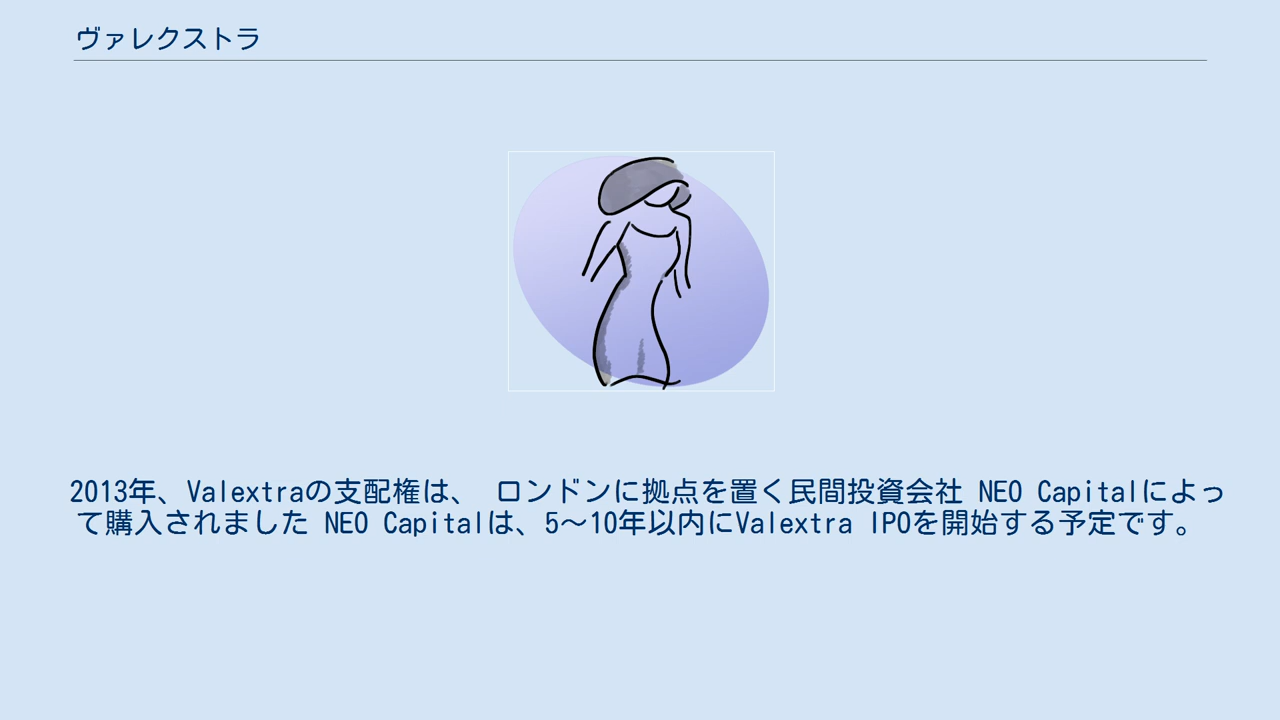 ヴァレクストラ
2013年、Valextraの支配権は、 ロンドンに拠点を置く民間投資会社 NEO Capitalによっ
て購入されました NEO Capitalは、5～10年以内にValextra IPOを開始する予定です。